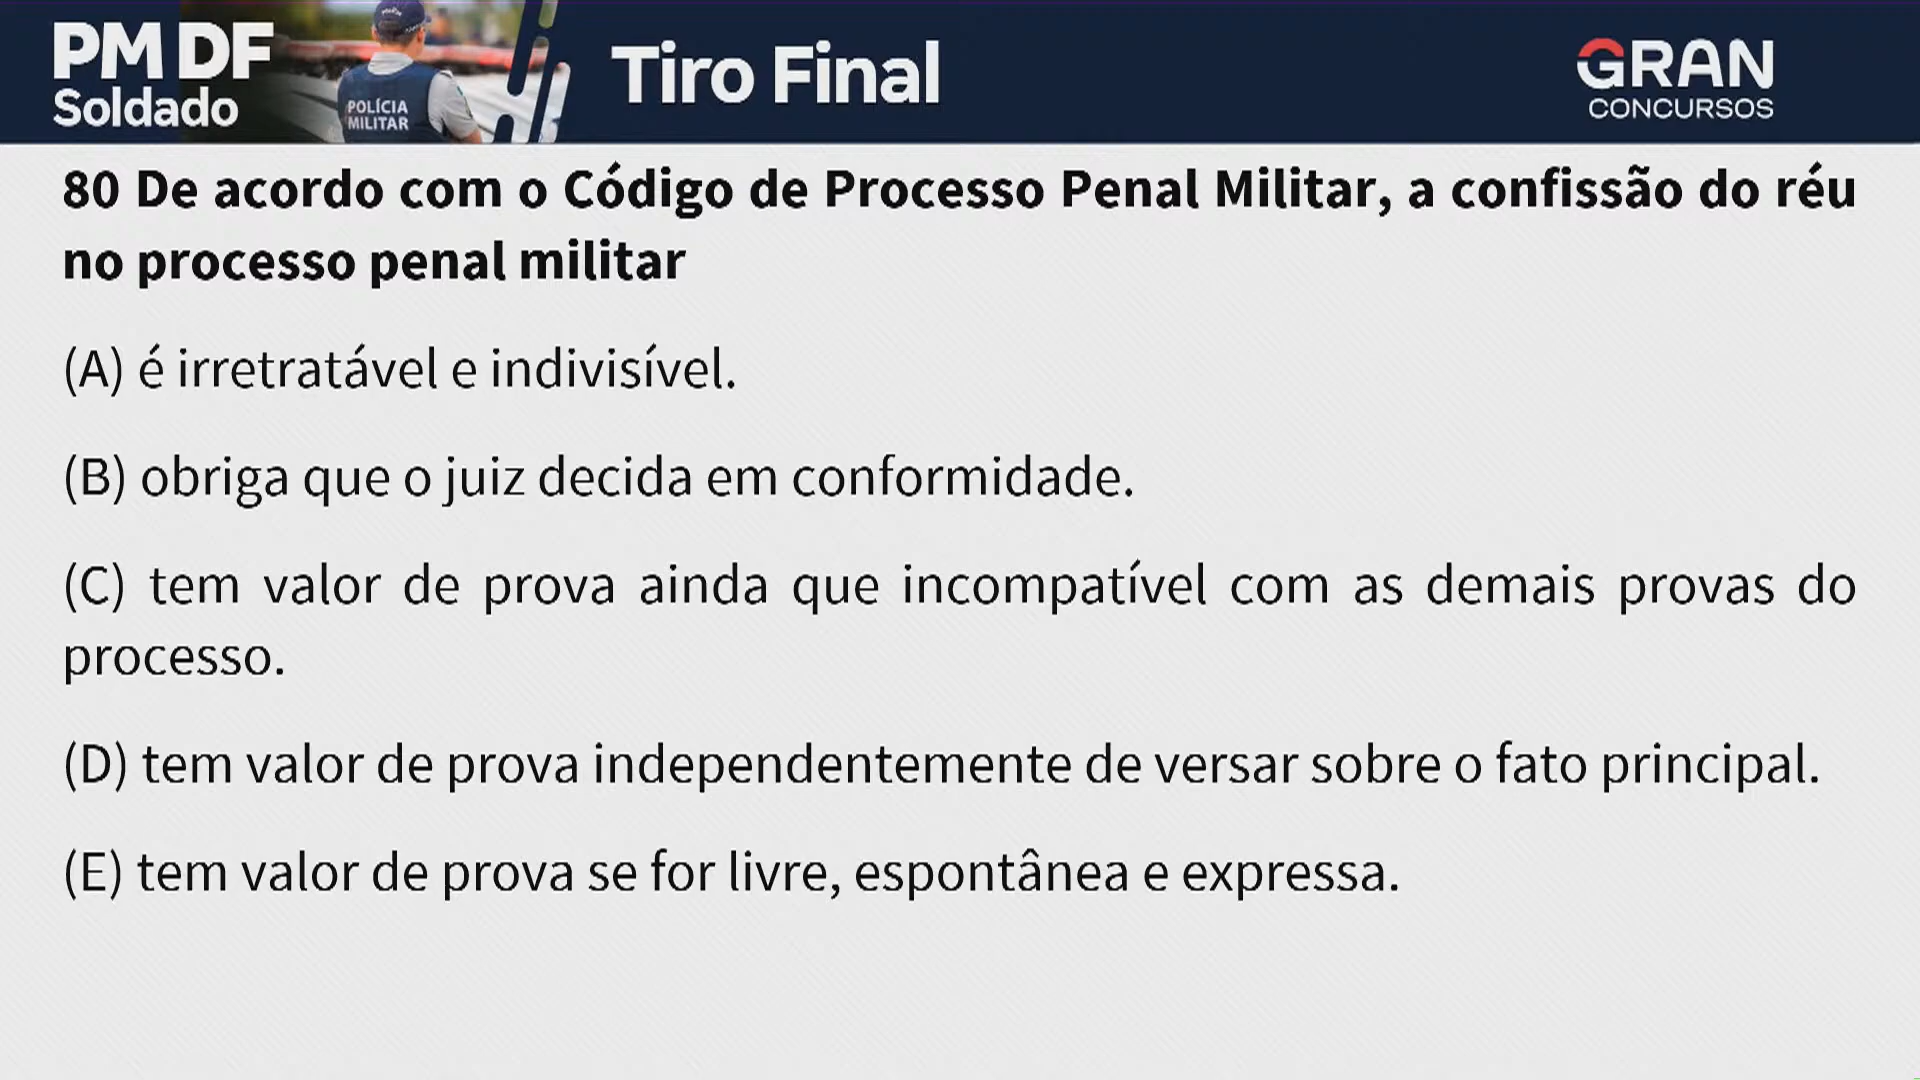 PM DF
Soldado
POLÍCIA
MILITAR
Tiro Final
GRAN
CONCURSOS
80 De acordo com o Código de Processo Penal Militar, a confissão do réu
no processo penal militar
(A) é irretratável e indivisível.
(B) obriga que o juiz decida em conformidade.
(C) tem valor de prova ainda que incompatível com as demais provas do
processo.
(D) tem valor de prova independentemente de versar sobre o fato principal.
(E) tem valor de prova se for livre, espontânea e expressa.